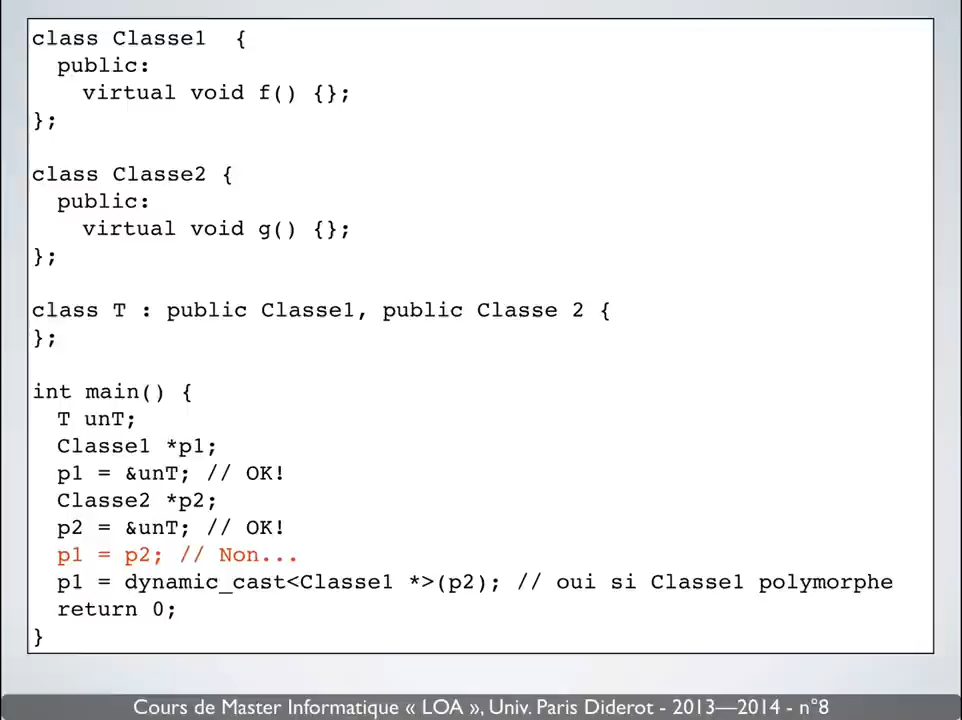 class Classe1  {
  public:
    virtual void f() {};
};

class Classe2 {
  public:
    virtual void g() {};
};

class T : public Classe1, public Classe 2 {
};

int main() {
  T unT;
  Classe1 *p1;
  p1 = &unT; // OK!
  Classe2 *p2;
  p2 = &unT; // OK!
  p1 = p2; // Non...
  p1 = dynamic_cast<Classe1 *>(p2); // oui si Classe1 polymorphe
  return 0;
}
Cours de Master Informatique « LOA », Univ. Paris Diderot - 2013—2014 - n°8